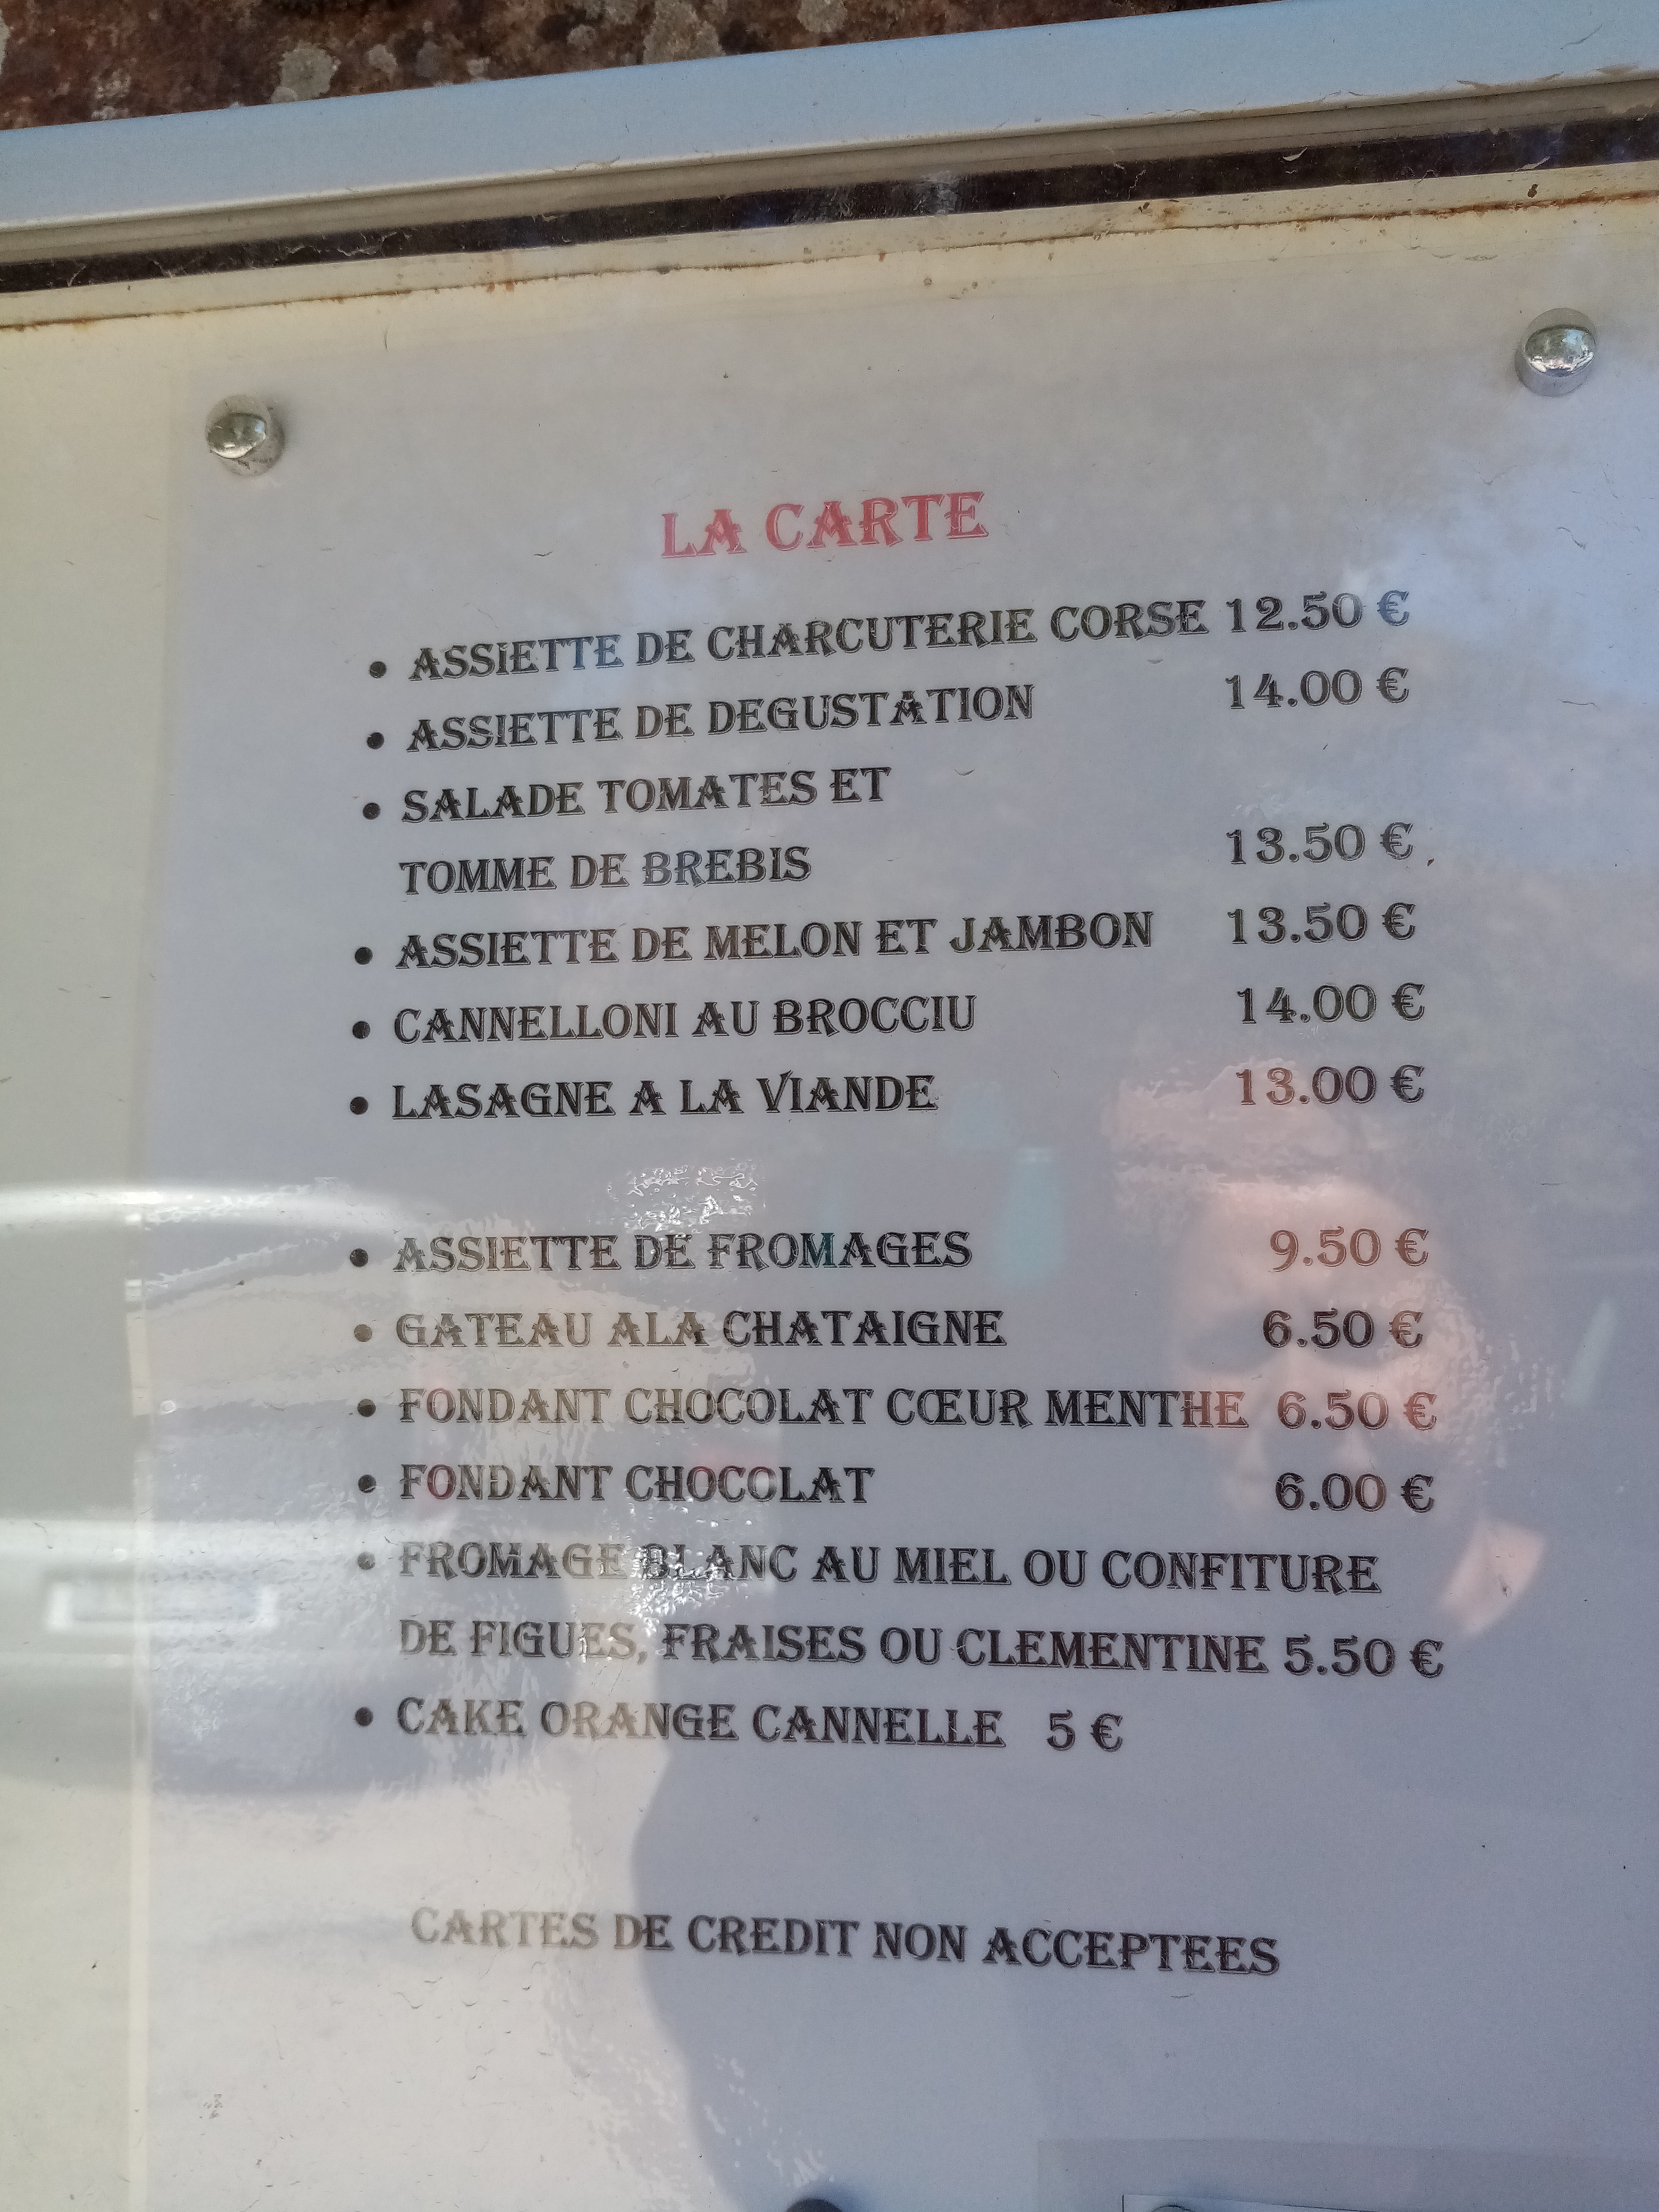 LA CARTE
• ASSIETTE DE CHARCUTERIE CORSE 12.50 €
• ASSIETTE DE DEGUSTATION 14.00 €
• SALADE TOMATES ET
TOMME DE BREBIS 13.50 €
• ASSIETTE DE MELON ET JAMBON 13.50 €
• CANNELLONI AU BROCCIU 14.00 €
• LASAGNE A LA VIANDE 13.00 €
• ASSIETTE DE FROMAGES 9.50 €
• GATEAU ALA CHATAIGNE 6.50 €
• FONDANT CHOCOLAT CŒUR MENTHE 6.50 €
• FONDANT CHOCOLAT 6.00 €
• FROMAGE BLANC AU MIEL OU CONFITURE
DE FIGUES, FRAISES OU CLEMENTINE 5.50 €
• CAKE ORANGE CANNELLE 5 €
CARTES DE CREDIT NON ACCEPTEES